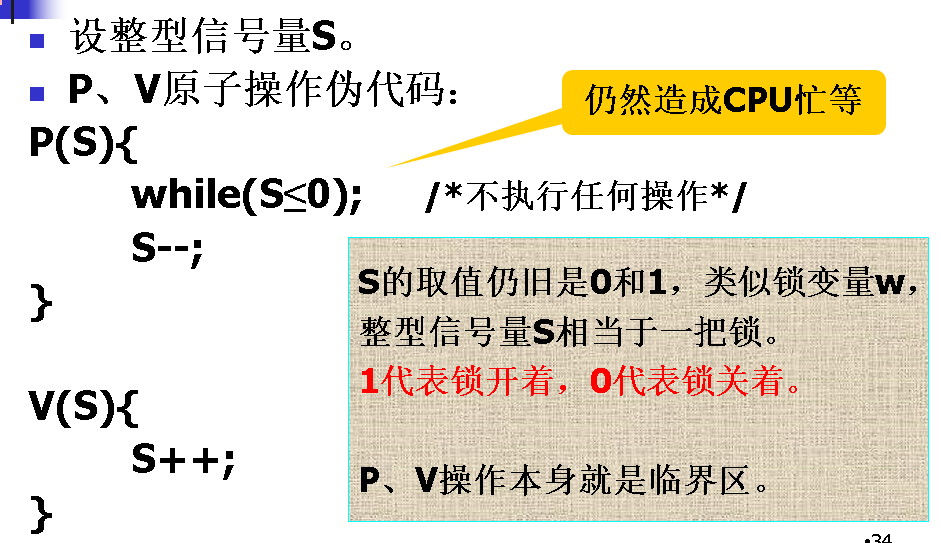 设整型信号量S。
P、V原子操作伪代码：
仍然造成CPU忙等
P(S){
while(S≤0); /*不执行任何操作*/
S--;
}
V(S){
S++;
}
S的取值仍旧是0和1，类似锁变量w，
整型信号量S相当于一把锁。
1代表锁开着，0代表锁关着。
P、V操作本身就是临界区。
•34